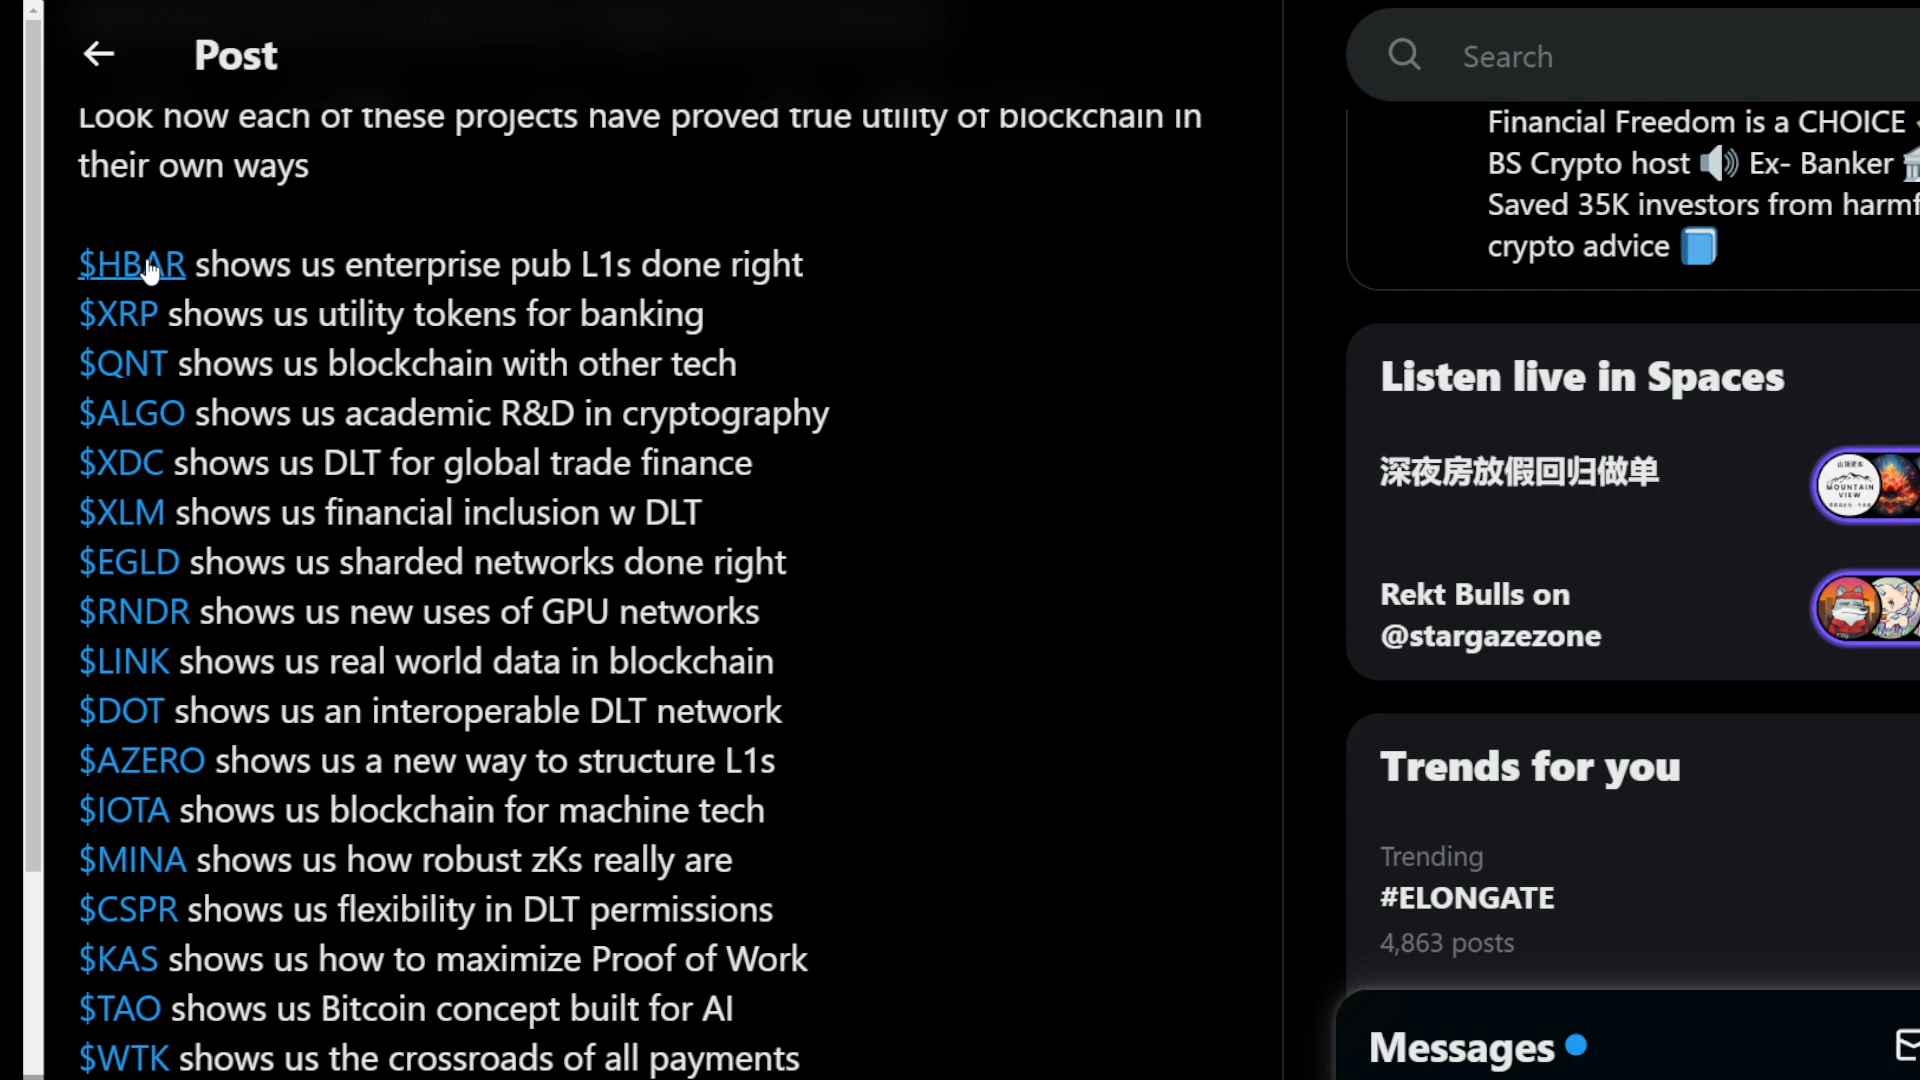 Post
Look how each of these projects have proved true utility of blockchain in
their own ways
$HBAR shows us enterprise pub L1s done right
$XRP shows us utility tokens for banking
$QNT shows us blockchain with other tech
$ALGO shows us academic R&D in cryptography
$XDC shows us DLT for global trade finance
$XLM shows us financial inclusion w DLT
$EGLD shows us sharded networks done right
$RNDR shows us new uses of GPU networks
$LINK shows us real world data in blockchain
$DOT shows us an interoperable DLT network
$AZERO shows us a new way to structure L1s
$IOTA shows us blockchain for machine tech
$MINA shows us how robust zKs really are
$CSPR shows us flexibility in DLT permissions
$KAS shows us how to maximize Proof of Work
$TAO shows us Bitcoin concept built for AI
$WTK shows us the crossroads of all payments
Search
Financial Freedom is a CHOICE
BS Crypto host 🔊 Ex- Banker 🏛
Saved 35K investors from harmf
crypto advice 📘
Listen live in Spaces
深夜房放假回归做单
MOUNTAIN
VIEW
Rekt Bulls on
@stargazezone
Trends for you
Trending
#ELONGATE
4,863 posts
Messages